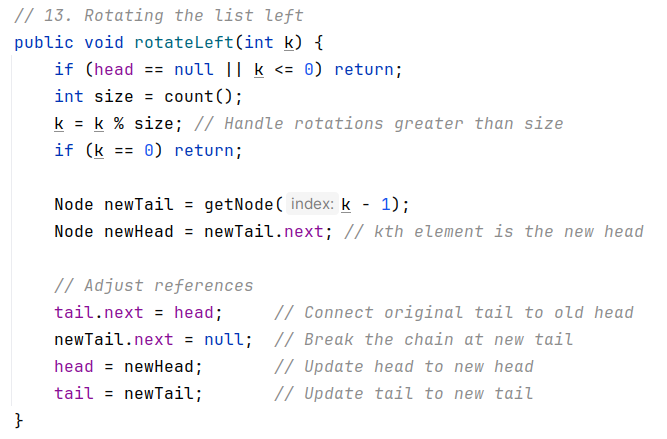 // 13. Rotating the list left
public void rotateLeft(int k) {
    if (head == null || k <= 0) return;
    int size = count();
    k = k % size; // Handle rotations greater than size
    if (k == 0) return;

    Node newTail = getNode( index: k - 1);
    Node newHead = newTail.next; // kth element is the new head

    // Adjust references
    tail.next = head;     // Connect original tail to old head
    newTail.next = null;  // Break the chain at new tail
    head = newHead;       // Update head to new head
    tail = newTail;       // Update tail to new tail
}